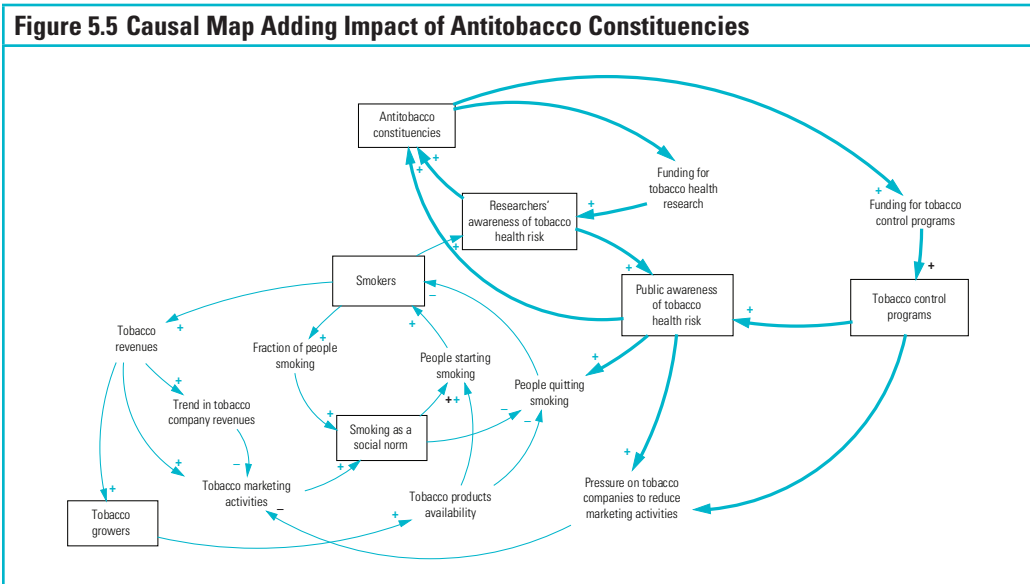 Figure 5.5 Causal Map Adding Impact of Antitobacco Constituencies
Antitobacco
constituencies
+
+
Funding for
tobacco health
research
+
Funding for tobacco
control programs
+
Researchers'
awareness of tobacco
health risk
+
+
Smokers
–
+
Public awareness
of tobacco
health risk
+
Tobacco control
programs
+
Tobacco
revenues
+
Fraction of people
smoking
+
+
People starting
smoking
++
People quitting
smoking
+
–
–
+
Trend in tobacco
company revenues
–
+
Smoking as a
social norm
+
+
Tobacco marketing
activities
–
Tobacco products
availability
+
+
Pressure on tobacco
companies to reduce
marketing activities
+
Tobacco
growers